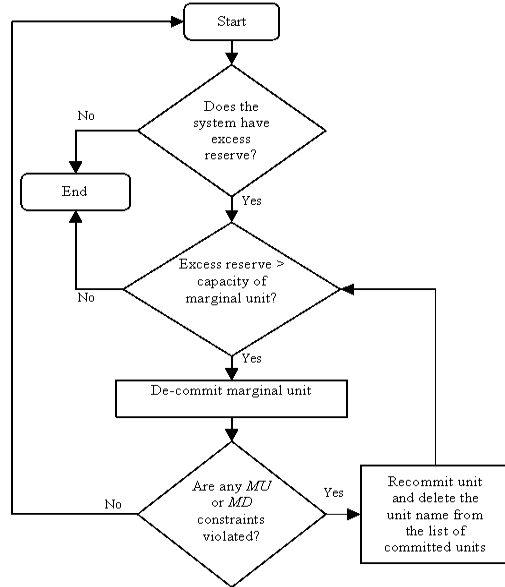 Start
Does the
system have
excess
reserve?
No
End
Yes
Excess reserve >
capacity of
marginal unit?
No
Yes
De-commit marginal unit
Are any MU
or MD
constraints
violated?
No
Yes
Recommit unit
and delete the
unit name from
the list of
committed units